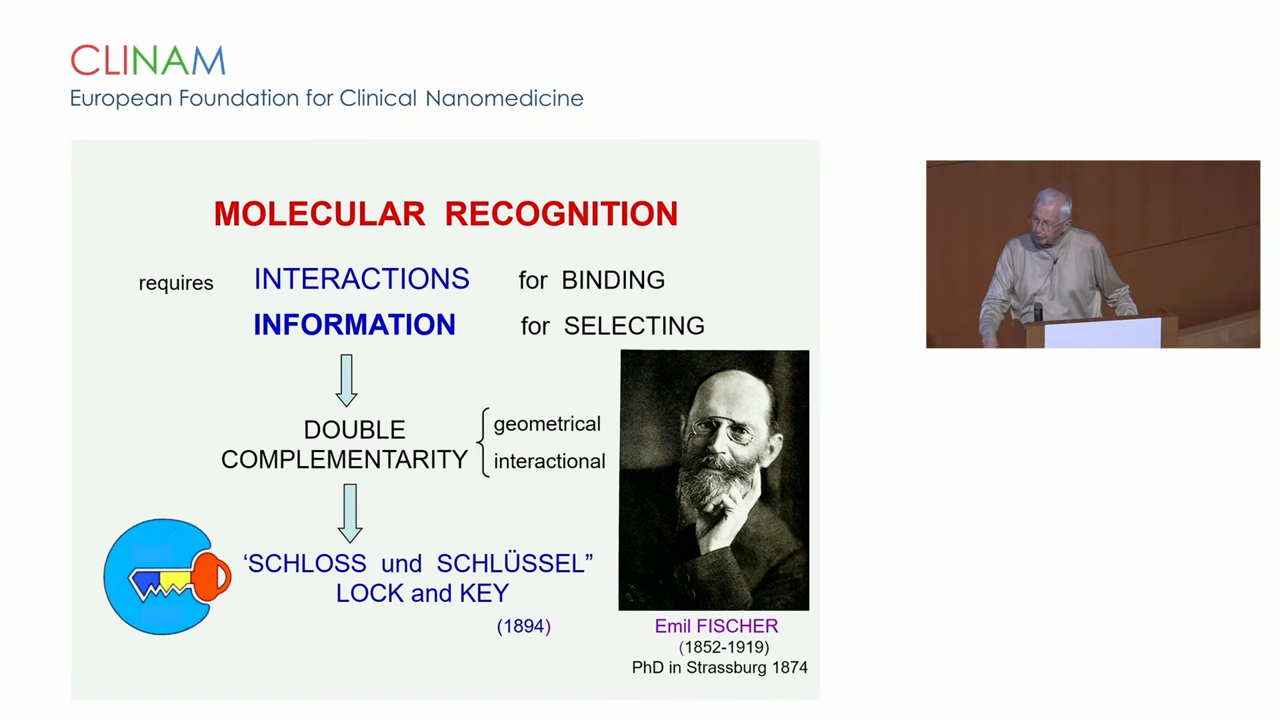 CLINAM
European Foundation for Clinical Nanomedicine
MOLECULAR RECOGNITION
requires INTERACTIONS for BINDING
INFORMATION for SELECTING
DOUBLE
COMPLEMENTARITY
geometrical
interactional
‘SCHLOSS und SCHLÜSSEL”
LOCK and KEY
(1894)
Emil FISCHER
(1852-1919)
PhD in Strassburg 1874